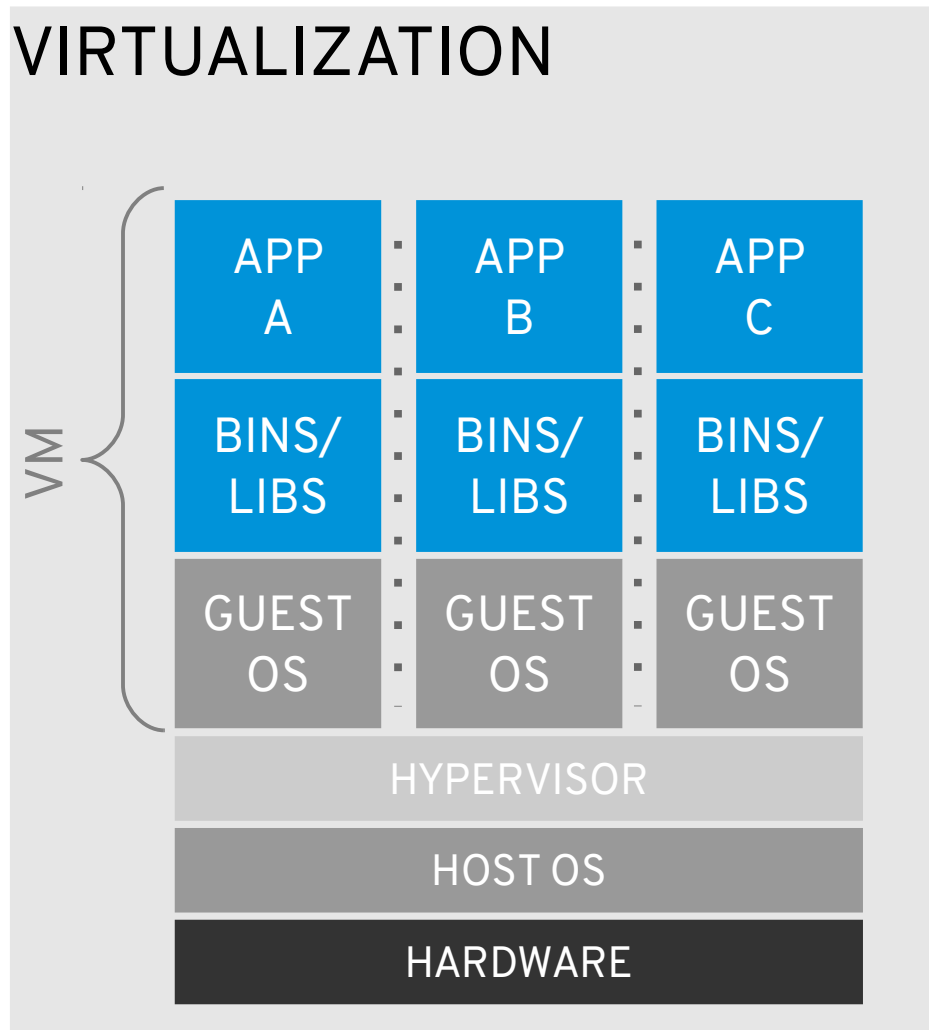 VIRTUALIZATION
VM
APP
A
APP
B
APP
C
BINS/
LIBS
BINS/
LIBS
BINS/
LIBS
GUEST
OS
GUEST
OS
GUEST
OS
HYPERVISOR
HOST OS
HARDWARE